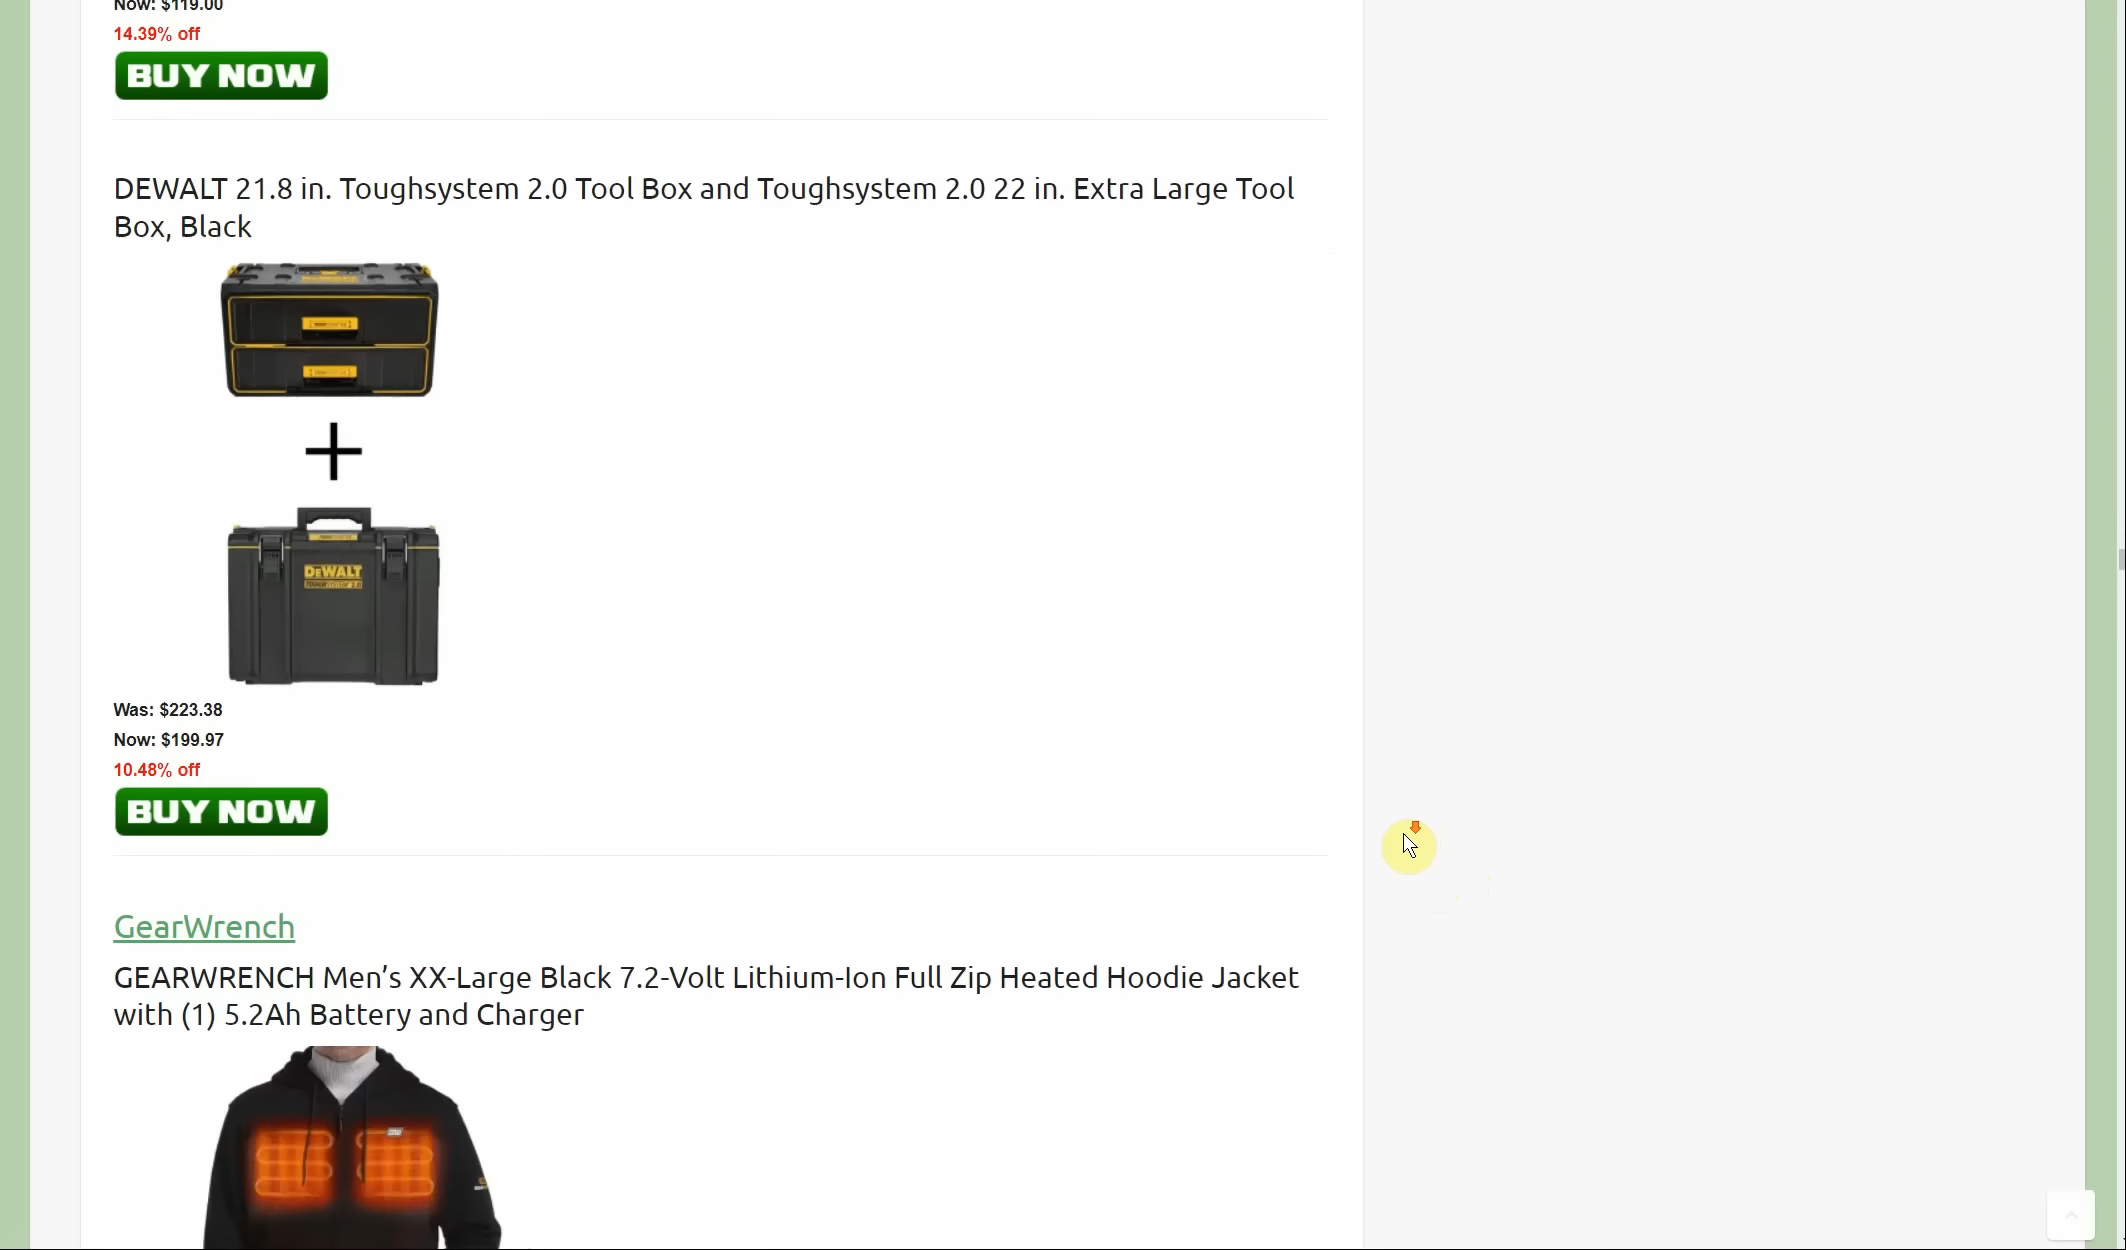 Now: $119.00
14.39% off
BUY NOW
DEWALT 21.8 in. Toughsystem 2.0 Tool Box and Toughsystem 2.0 22 in. Extra Large Tool
Box, Black
DEWALT
Was: $223.38
Now: $199.97
10.48% off
BUY NOW
GearWrench
GEARWRENCH Men’s XX-Large Black 7.2-Volt Lithium-Ion Full Zip Heated Hoodie Jacket
with (1) 5.2Ah Battery and Charger